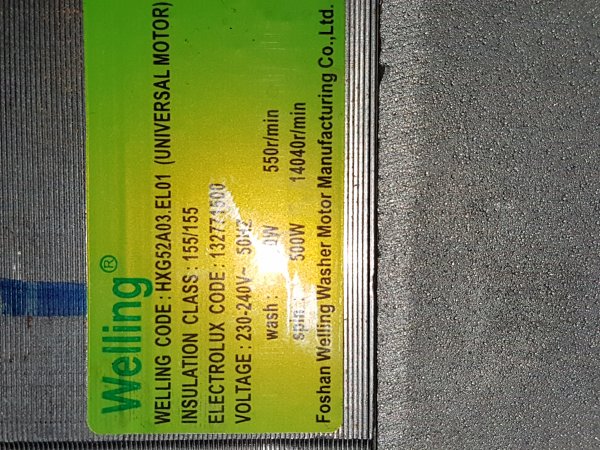 Welling®
WELLING CODE : HXG52A03.EL01 (UNIVERSAL MOTOR)
INSULATION CLASS : 155/155
ELECTROLUX CODE :
VOLTAGE : 230-240V~ 50HZ
wash : 550r/min
spin : 500W 14040r/min
Foshan Welling Washer Motor Manufacturing Co.,Ltd.